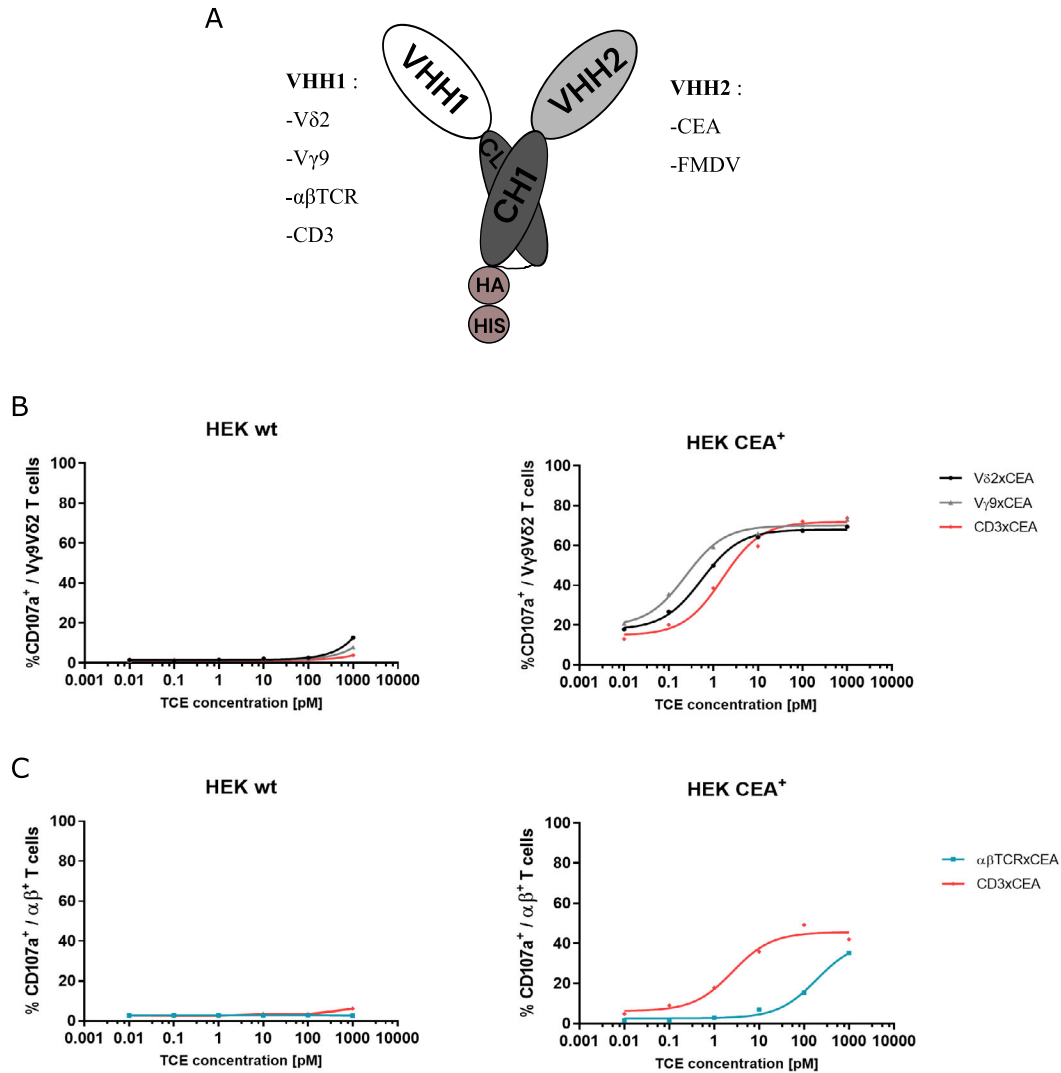 A
VHH1 :
-Vδ2
-Vγ9
-αβTCR
-CD3
VHH1
VHH2
CL
CH1
HA
HIS
VHH2 :
-CEA
-FMDV
B
HEK wt
%CD107a+ / Vγ9Vδ2 T cells
100
80
60
40
20
0
0.001 0.01 0.1 1 10 100 1000 10000
TCE concentration [pM]
HEK CEA+
%CD107a+ / Vγ9Vδ2 T cells
100
80
60
40
20
0
0.001 0.01 0.1 1 10 100 1000 10000
TCE concentration [pM]
Vδ2xCEA
Vγ9xCEA
CD3xCEA
C
HEK wt
% CD107a+ / αβ+ T cells
100
80
60
40
20
0
0.001 0.01 0.1 1 10 100 1000 10000
TCE concentration [pM]
HEK CEA+
% CD107a+ / αβ+ T cells
100
80
60
40
20
0
0.001 0.01 0.1 1 10 100 1000 10000
TCE concentration [pM]
αβTCRxCEA
CD3xCEA